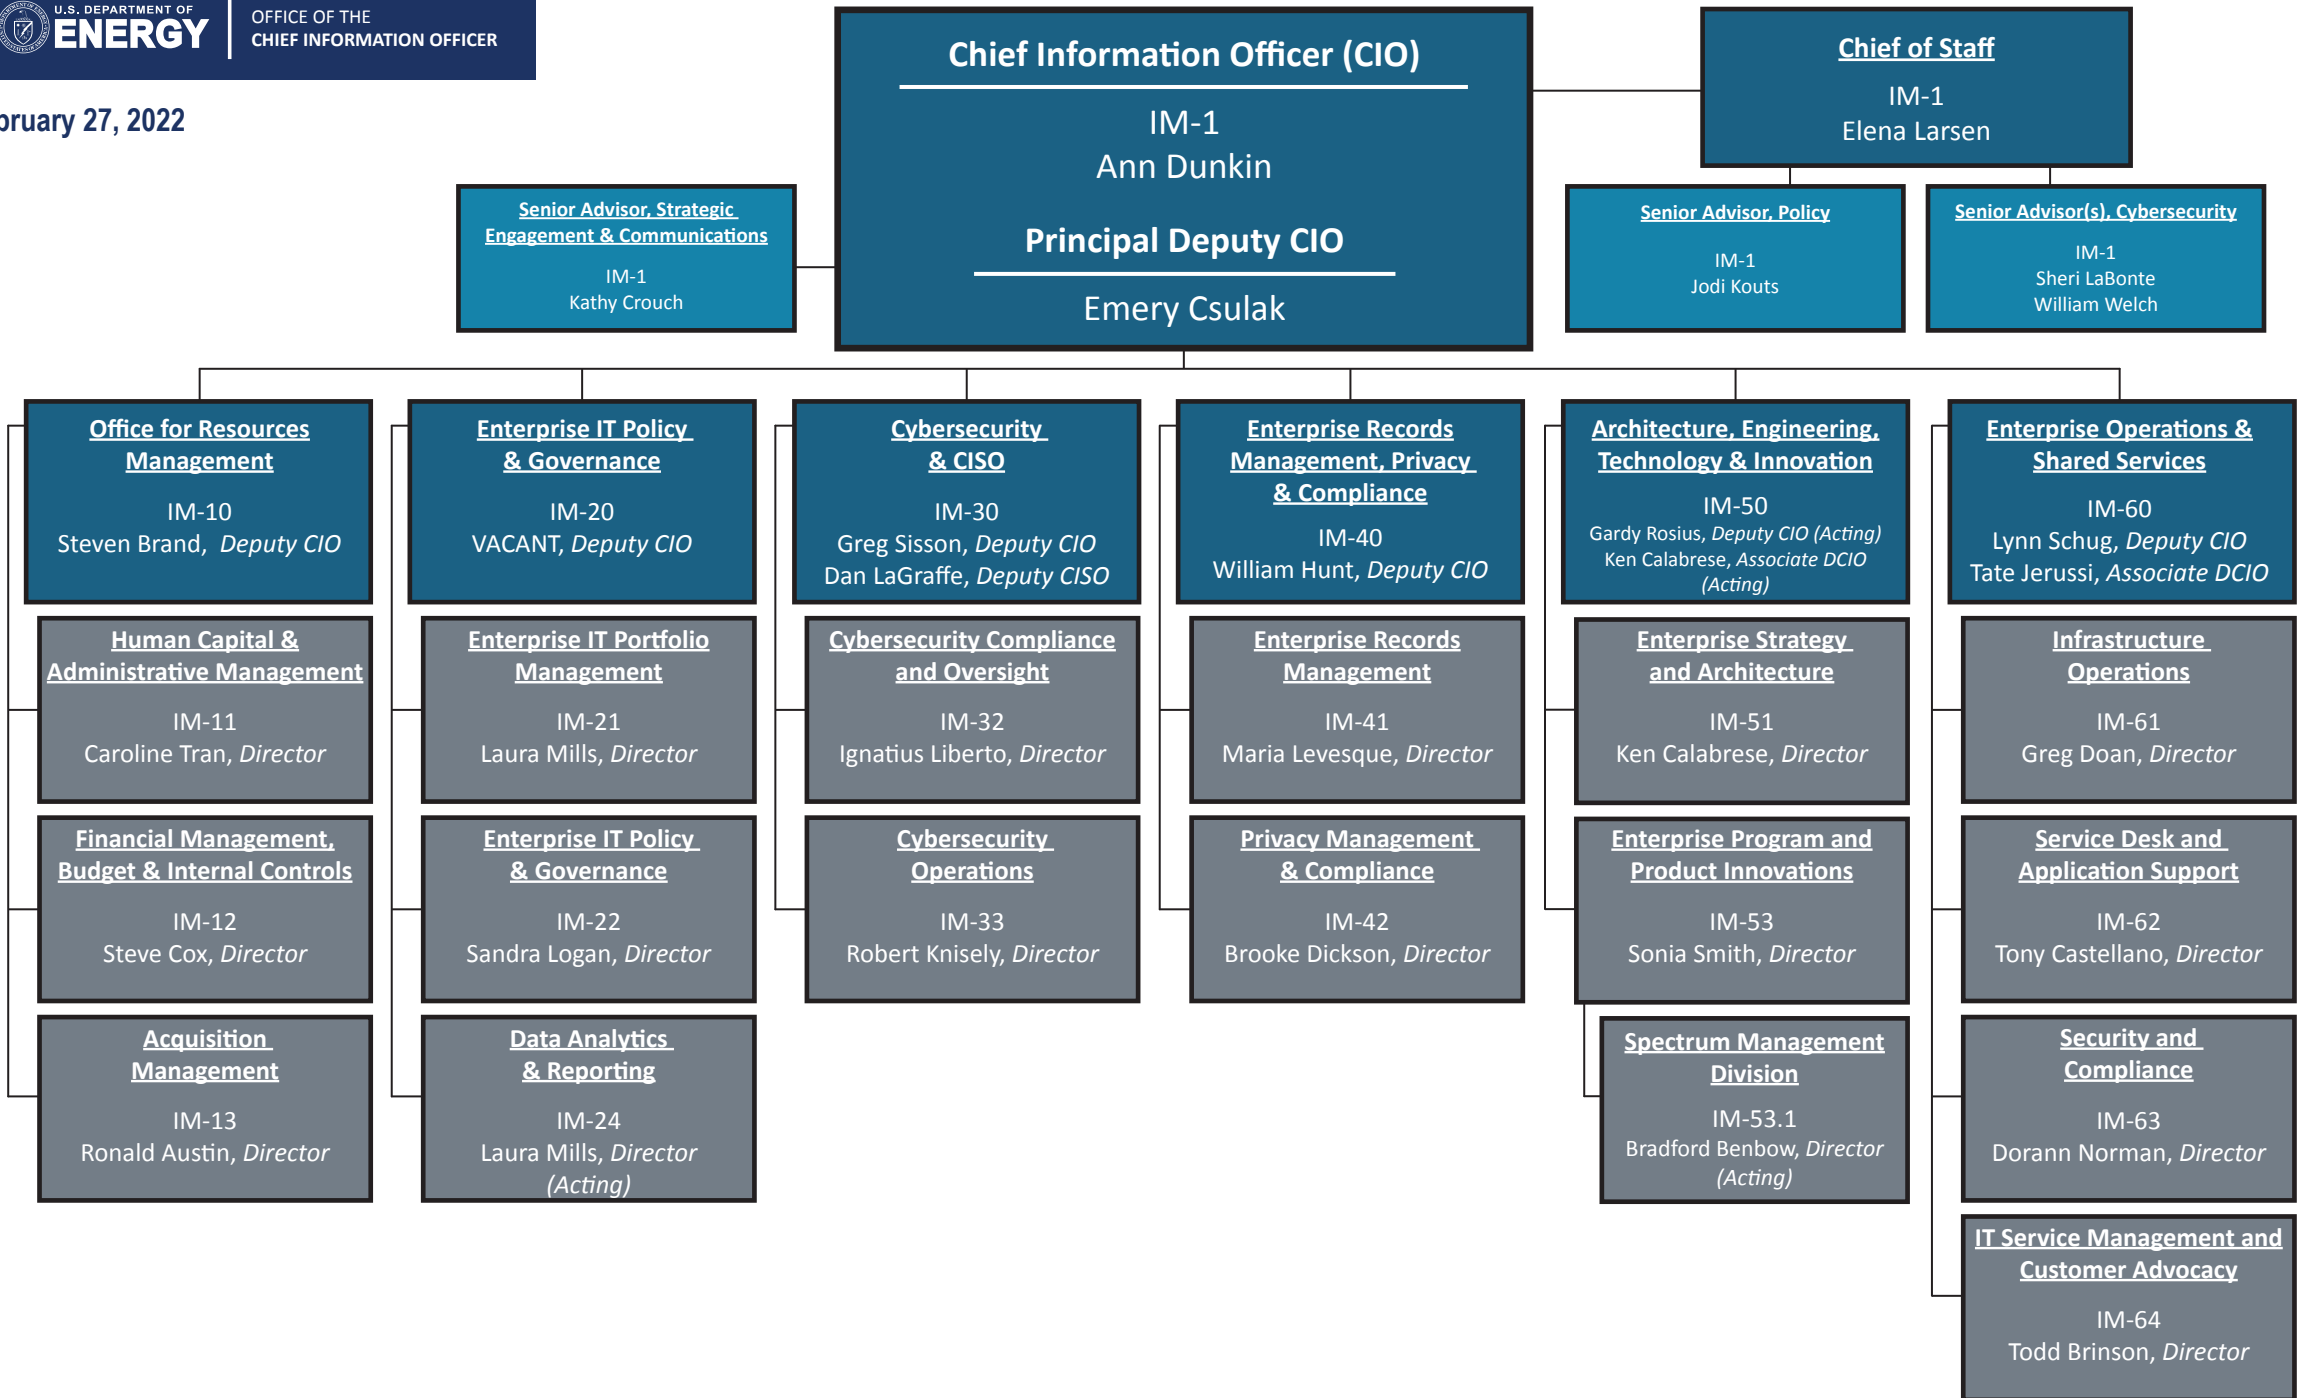 U.S. DEPARTMENT OF
ENERGY
OFFICE OF THE
CHIEF INFORMATION OFFICER
bruary 27, 2022
Chief Information Officer (CIO)
IM-1
Ann Dunkin
Principal Deputy CIO
Emery Csulak
Chief of Staff
IM-1
Elena Larsen
Senior Advisor, Strategic
Engagement & Communications
IM-1
Kathy Crouch
Senior Advisor, Policy
IM-1
Jodi Kouts
Senior Advisor(s), Cybersecurity
IM-1
Sheri LaBonte
William Welch
Office for Resources
Management
IM-10
Steven Brand, Deputy CIO
Human Capital &
Administrative Management
IM-11
Caroline Tran, Director
Financial Management,
Budget & Internal Controls
IM-12
Steve Cox, Director
Acquisition
Management
IM-13
Ronald Austin, Director
Enterprise IT Policy
& Governance
IM-20
VACANT, Deputy CIO
Enterprise IT Portfolio
Management
IM-21
Laura Mills, Director
Enterprise IT Policy
& Governance
IM-22
Sandra Logan, Director
Data Analytics
& Reporting
IM-24
Laura Mills, Director
(Acting)
Cybersecurity
& CISO
IM-30
Greg Sisson, Deputy CIO
Dan LaGraffe, Deputy CISO
Cybersecurity Compliance
and Oversight
IM-32
Ignatius Liberto, Director
Cybersecurity
Operations
IM-33
Robert Knisely, Director
Enterprise Records
Management, Privacy
& Compliance
IM-40
William Hunt, Deputy CIO
Enterprise Records
Management
IM-41
Maria Levesque, Director
Privacy Management
& Compliance
IM-42
Brooke Dickson, Director
Architecture, Engineering,
Technology & Innovation
IM-50
Gardy Rosius, Deputy CIO (Acting)
Ken Calabrese, Associate DCIO
(Acting)
Enterprise Strategy
and Architecture
IM-51
Ken Calabrese, Director
Enterprise Program and
Product Innovations
IM-53
Sonia Smith, Director
Spectrum Management
Division
IM-53.1
Bradford Benbow, Director
(Acting)
Enterprise Operations &
Shared Services
IM-60
Lynn Schug, Deputy CIO
Tate Jerussi, Associate DCIO
Infrastructure
Operations
IM-61
Greg Doan, Director
Service Desk and
Application Support
IM-62
Tony Castellano, Director
Security and
Compliance
IM-63
Dorann Norman, Director
IT Service Management and
Customer Advocacy
IM-64
Todd Brinson, Director